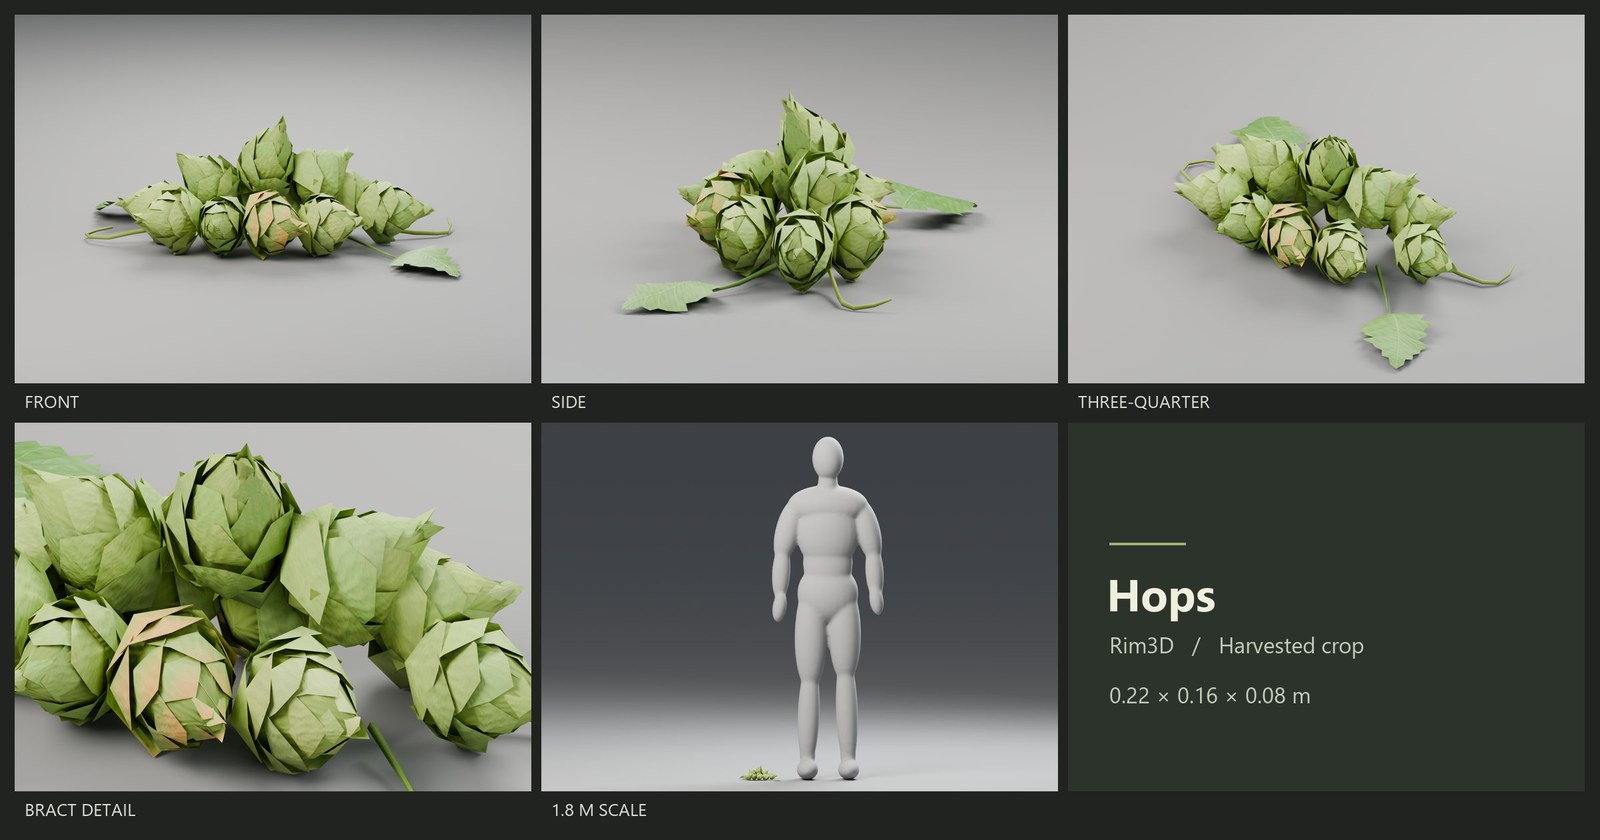 FRONT
SIDE
THREE-QUARTER
BRACT DETAIL
1.8 M SCALE
Hops
Rim3D / Harvested crop
0.22 × 0.16 × 0.08 m